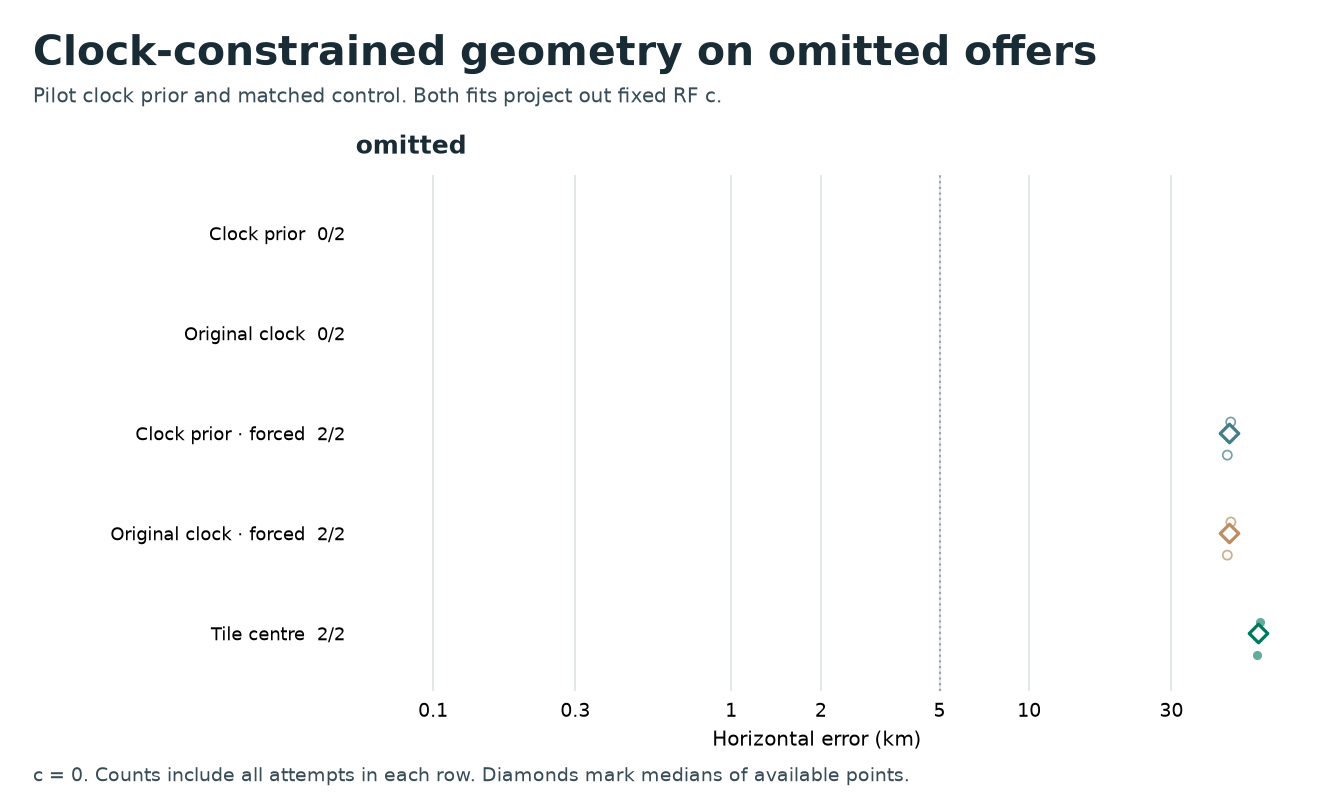 Clock-constrained geometry on omitted offers
Pilot clock prior and matched control. Both fits project out fixed RF c.
omitted
Clock prior 0/2
Original clock 0/2
Clock prior · forced 2/2
Original clock · forced 2/2
Tile centre 2/2
0.1 0.3 1 2 5 10 30
Horizontal error (km)
c = 0. Counts include all attempts in each row. Diamonds mark medians of available points.